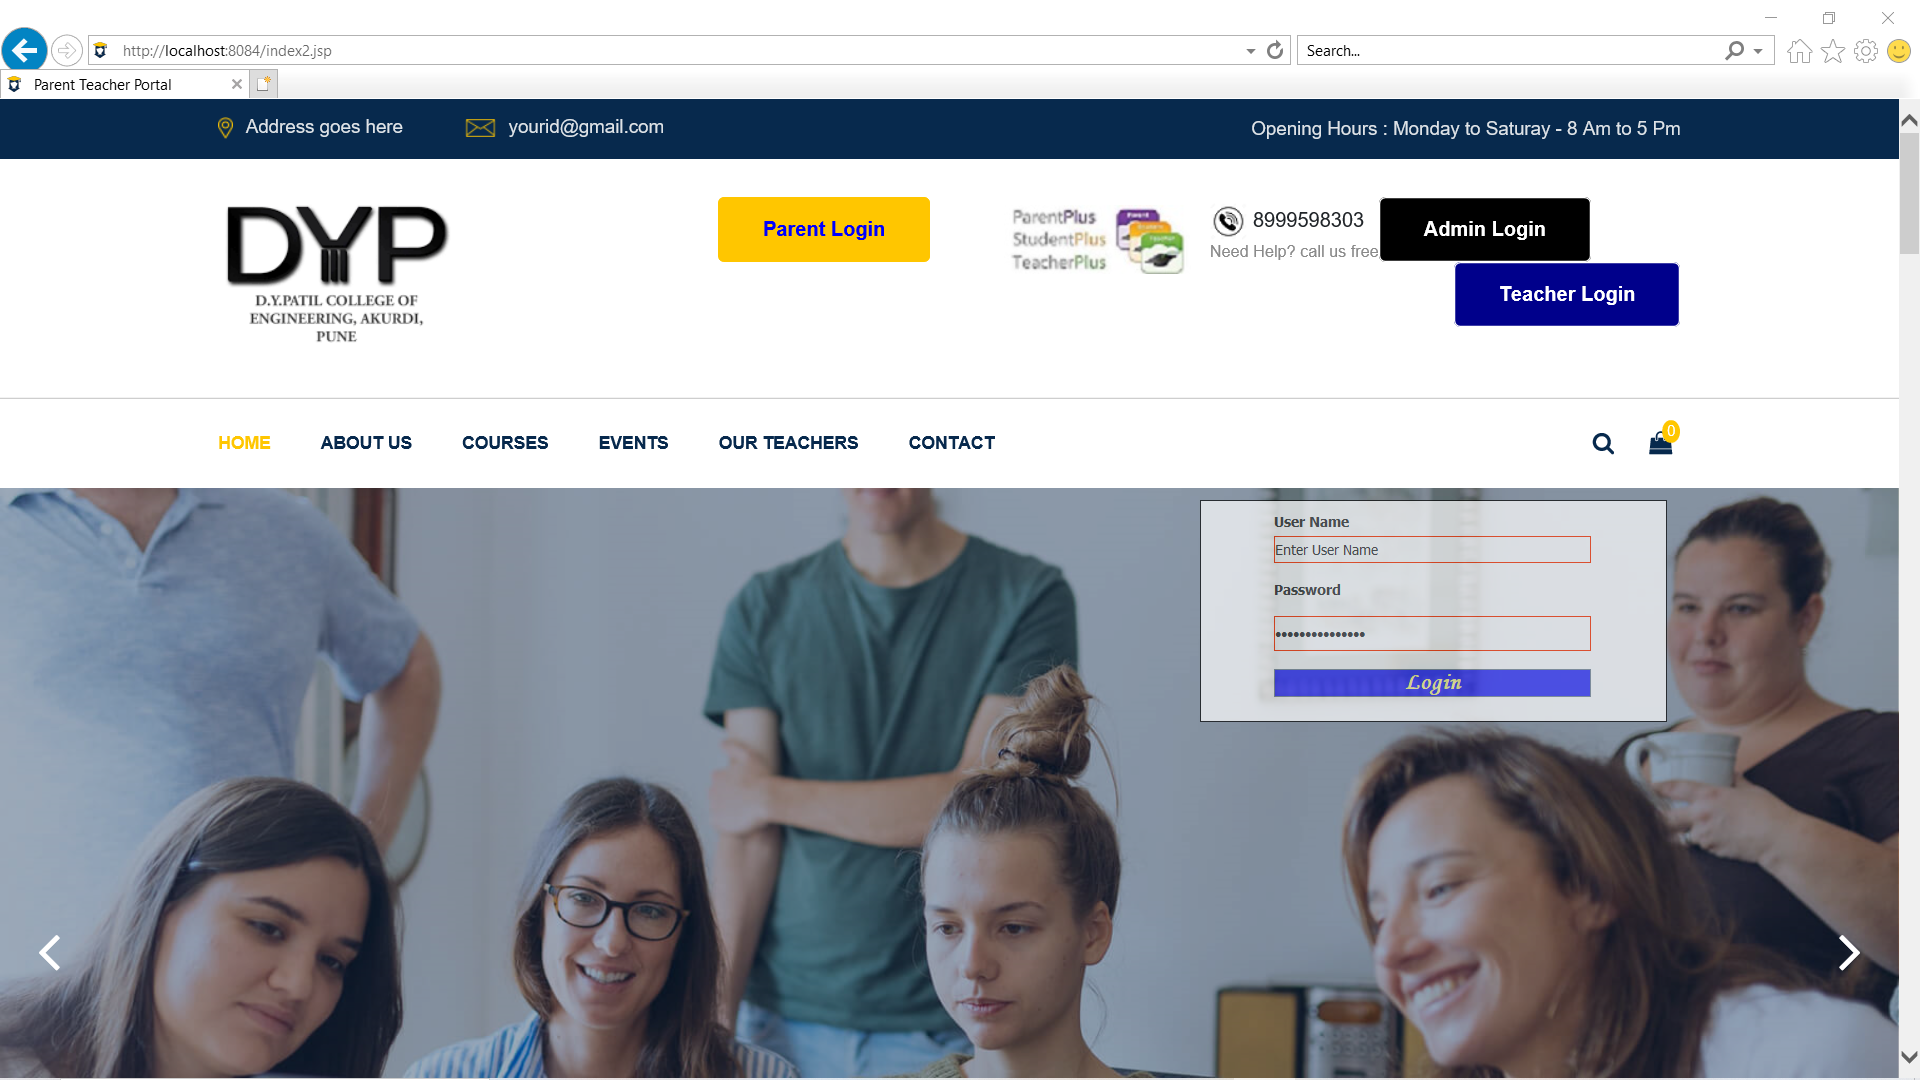 http://localhost:8084/index2.jsp
Search...
Parent Teacher Portal
Address goes here
yourid@gmail.com
Opening Hours : Monday to Saturay - 8 Am to 5 Pm
DYP
D.Y.PATIL COLLEGE OF
ENGINEERING, AKURDI,
PUNE
Parent Login
ParentPlus
StudentPlus
TeacherPlus
Parent
Teacher
8999598303
Need Help? call us free
Admin Login
Teacher Login
HOME
ABOUT US
COURSES
EVENTS
OUR TEACHERS
CONTACT
0
User Name
Enter User Name
Password
•••••••••••••••
Login